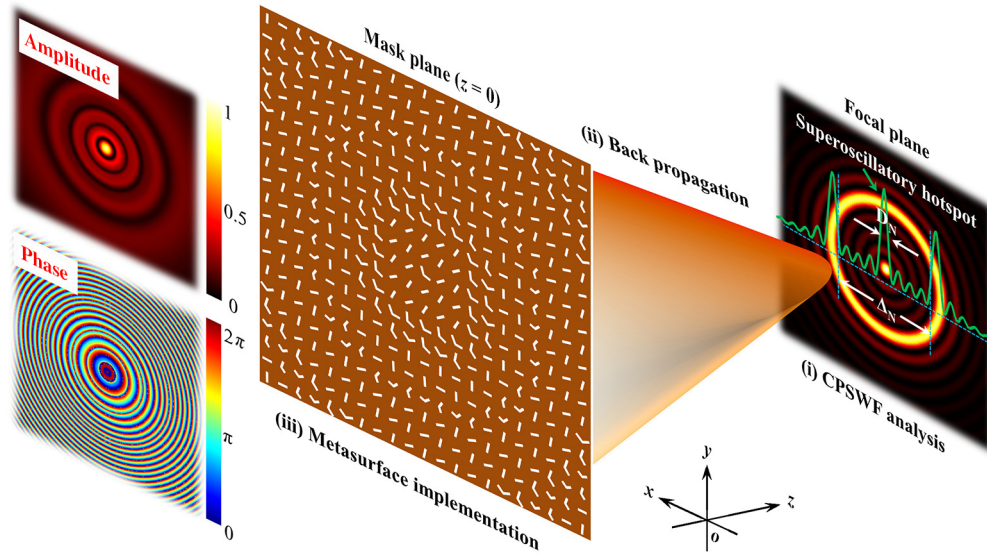 Amplitude
1
0.5
0
Phase
2π
π
0
Mask plane (z = 0)
(iii) Metasurface implementation
(ii) Back propagation
Focal plane
Superoscillatory hotspot
D_N
Δ_N
(i) CPSWF analysis
y
x
z
o